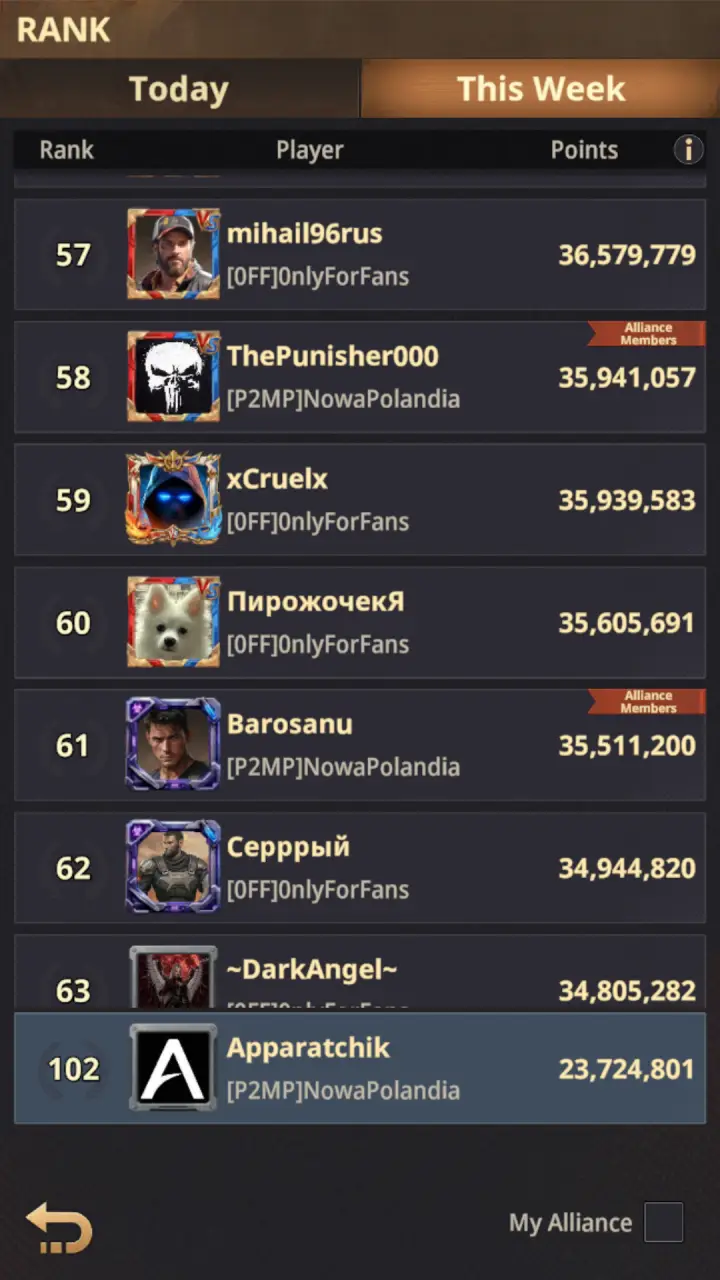 RANK
Today
This Week
Rank
Player
Points
57
mihail96rus
[0FF]0nlyForFans
36,579,779
58
ThePunisher000
[P2MP]NowaPolandia
Alliance
Members
35,941,057
59
xCruelx
[0FF]0nlyForFans
35,939,583
60
ПирожочекЯ
[0FF]0nlyForFans
35,605,691
61
Barosanu
[P2MP]NowaPolandia
Alliance
Members
35,511,200
62
Серррый
[0FF]0nlyForFans
34,944,820
63
~DarkAngel~
34,805,282
102
Apparatchik
[P2MP]NowaPolandia
23,724,801
My Alliance